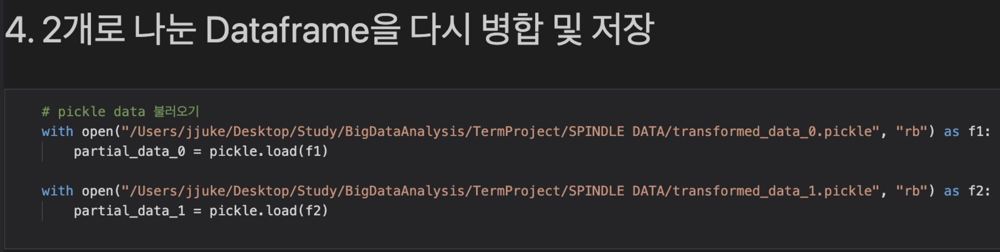 4. 2개로 나눈 Dataframe을 다시 병합 및 저장
# pickle data 불러오기
with open("/Users/jjuke/Desktop/Study/BigDataAnalysis/TermProject/SPINDLE DATA/transformed_data_0.pickle", "rb") as f1:
    partial_data_0 = pickle.load(f1)
with open("/Users/jjuke/Desktop/Study/BigDataAnalysis/TermProject/SPINDLE DATA/transformed_data_1.pickle", "rb") as f2:
    partial_data_1 = pickle.load(f2)